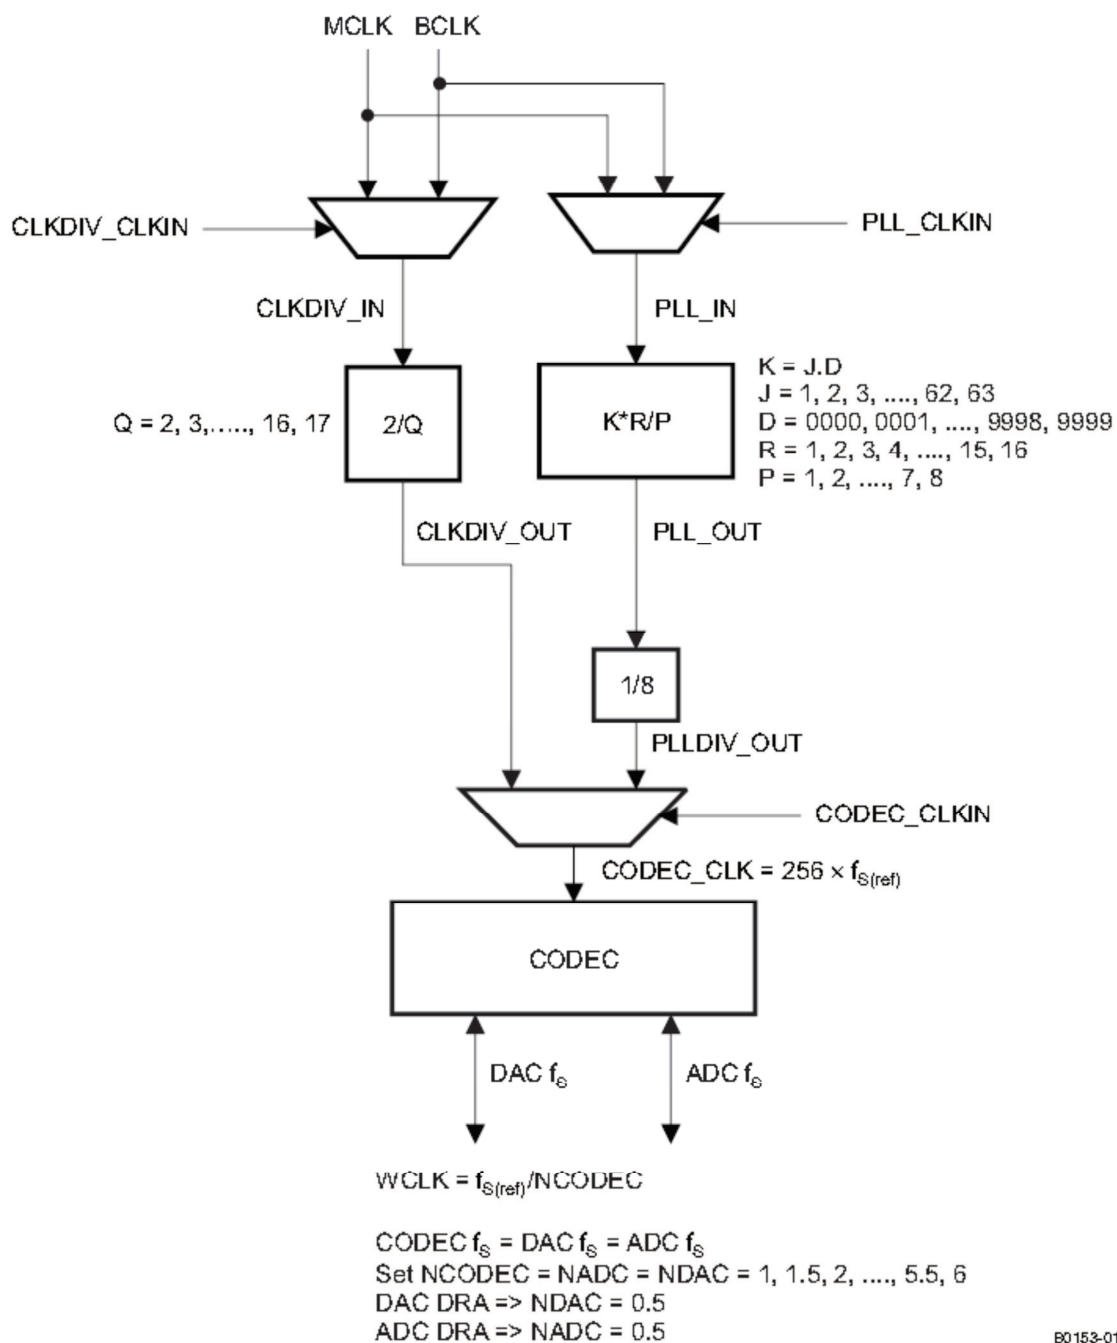 MCLK BCLK
CLKDIV_CLKIN
PLL_CLKIN
CLKDIV_IN
PLL_IN
Q = 2, 3,....., 16, 17
2/Q
K*R/P
K = J.D
J = 1, 2, 3, ...., 62, 63
D = 0000, 0001, ...., 9998, 9999
R = 1, 2, 3, 4, ...., 15, 16
P = 1, 2, ...., 7, 8
CLKDIV_OUT
PLL_OUT
1/8
PLLDIV_OUT
CODEC_CLKIN
CODEC_CLK = 256 × fS(ref)
CODEC
DAC fS
ADC fS
WCLK = fS(ref)/NCODEC
CODEC fS = DAC fS = ADC fS
Set NCODEC = NADC = NDAC = 1, 1.5, 2, ...., 5.5, 6
DAC DRA => NDAC = 0.5
ADC DRA => NADC = 0.5
B0153-01